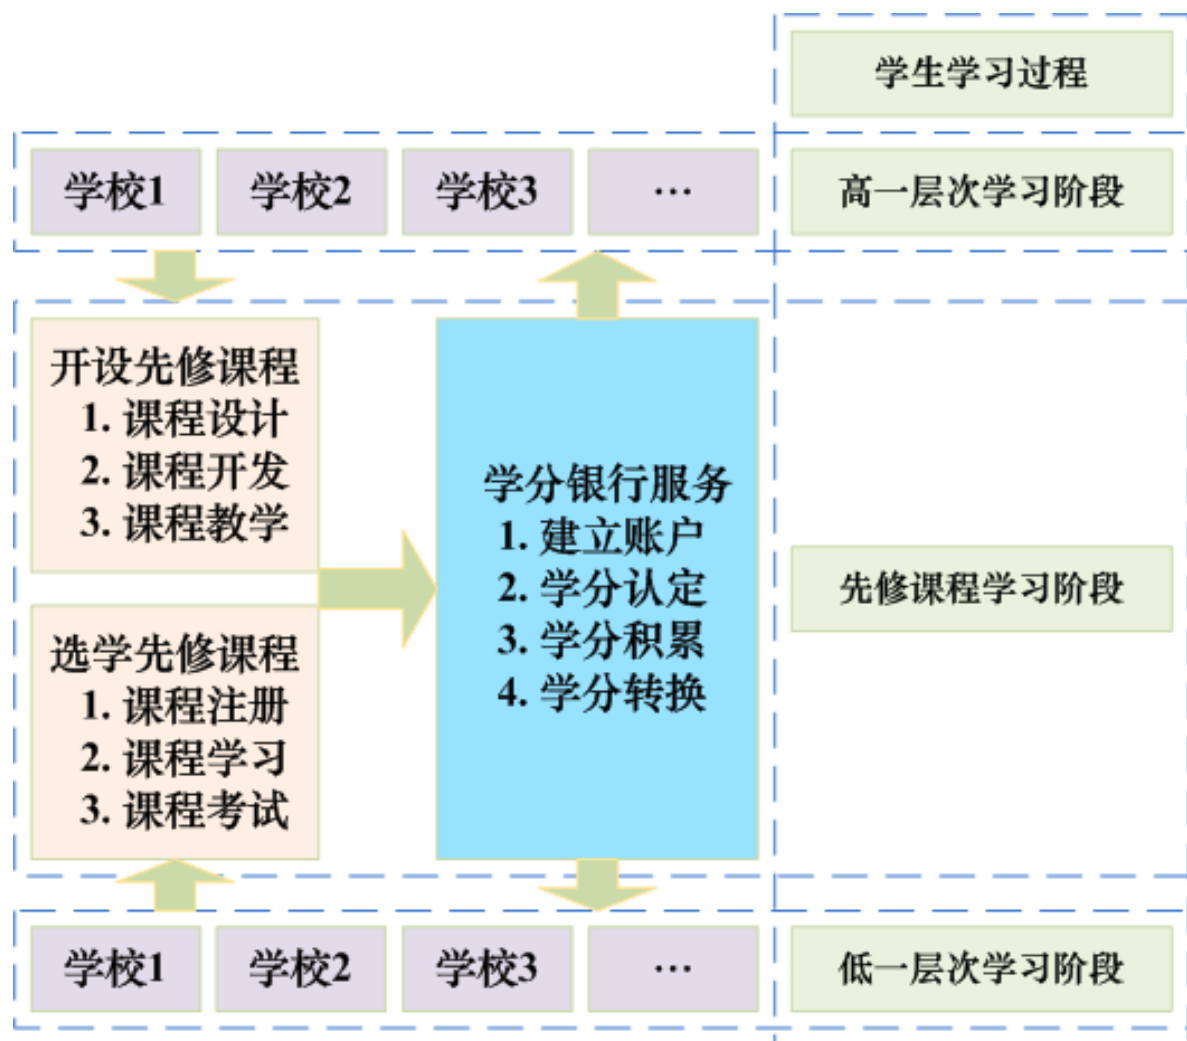 学生学习过程
学校1
学校2
学校3
…
高一层次学习阶段
开设先修课程
1. 课程设计
2. 课程开发
3. 课程教学
选学先修课程
1. 课程注册
2. 课程学习
3. 课程考试
学分银行服务
1. 建立账户
2. 学分认定
3. 学分积累
4. 学分转换
先修课程学习阶段
学校1
学校2
学校3
…
低一层次学习阶段